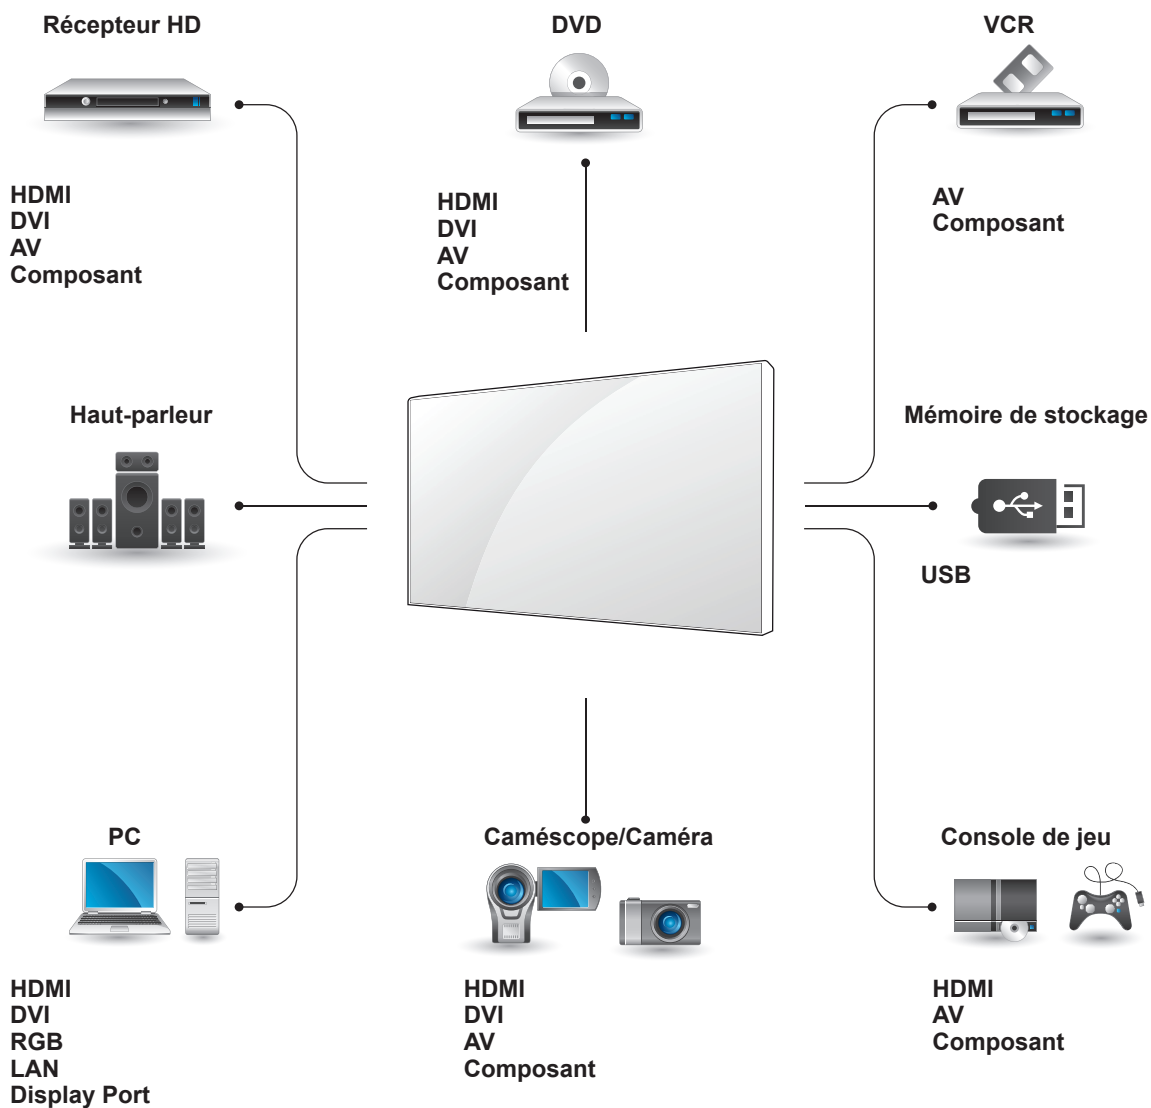 Récepteur HD
HDMI
DVI
AV
Composant
DVD
HDMI
DVI
AV
Composant
VCR
AV
Composant
Haut-parleur
Mémoire de stockage
USB
PC
HDMI
DVI
RGB
LAN
Display Port
Caméscope/Caméra
HDMI
DVI
AV
Composant
Console de jeu
HDMI
AV
Composant